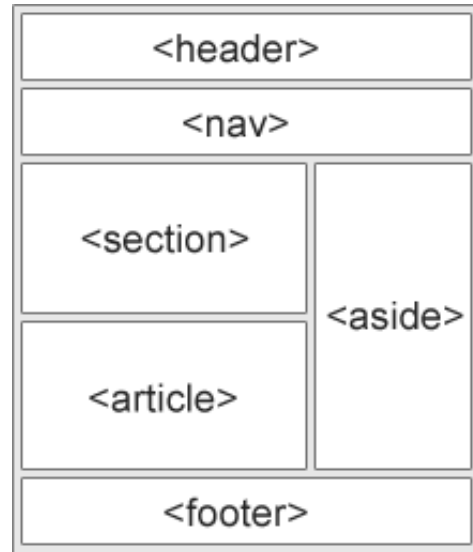 <header>
<nav>
<section>
<aside>
<article>
<footer>